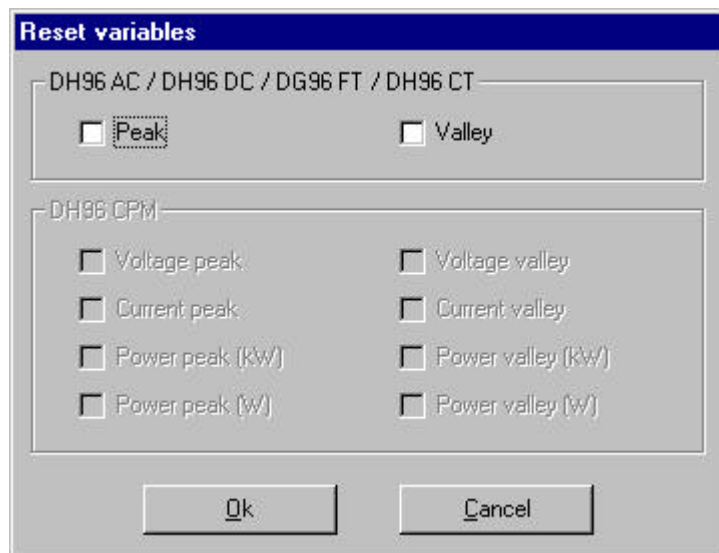 Reset variables
DH96 AC / DH96 DC / DG96 FT / DH96 CT
Peak Valley
DH96 CPM
Voltage peak Voltage valley
Current peak Current valley
Power peak (kW) Power valley (kW)
Power peak (W) Power valley (W)
Ok Cancel